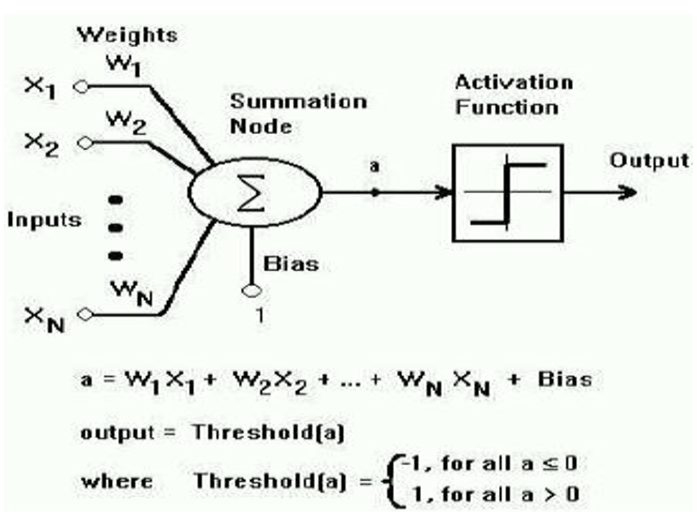 Weights
W1
X1
Summation Node
Activation Function
W2
X2
a
Output
Σ
Inputs
Bias
WN
XN
1
a = W1X1 + W2X2 + ... + WN XN + Bias
output = Threshold(a)
where Threshold(a) = { -1, for all a ≤ 0
1, for all a > 0